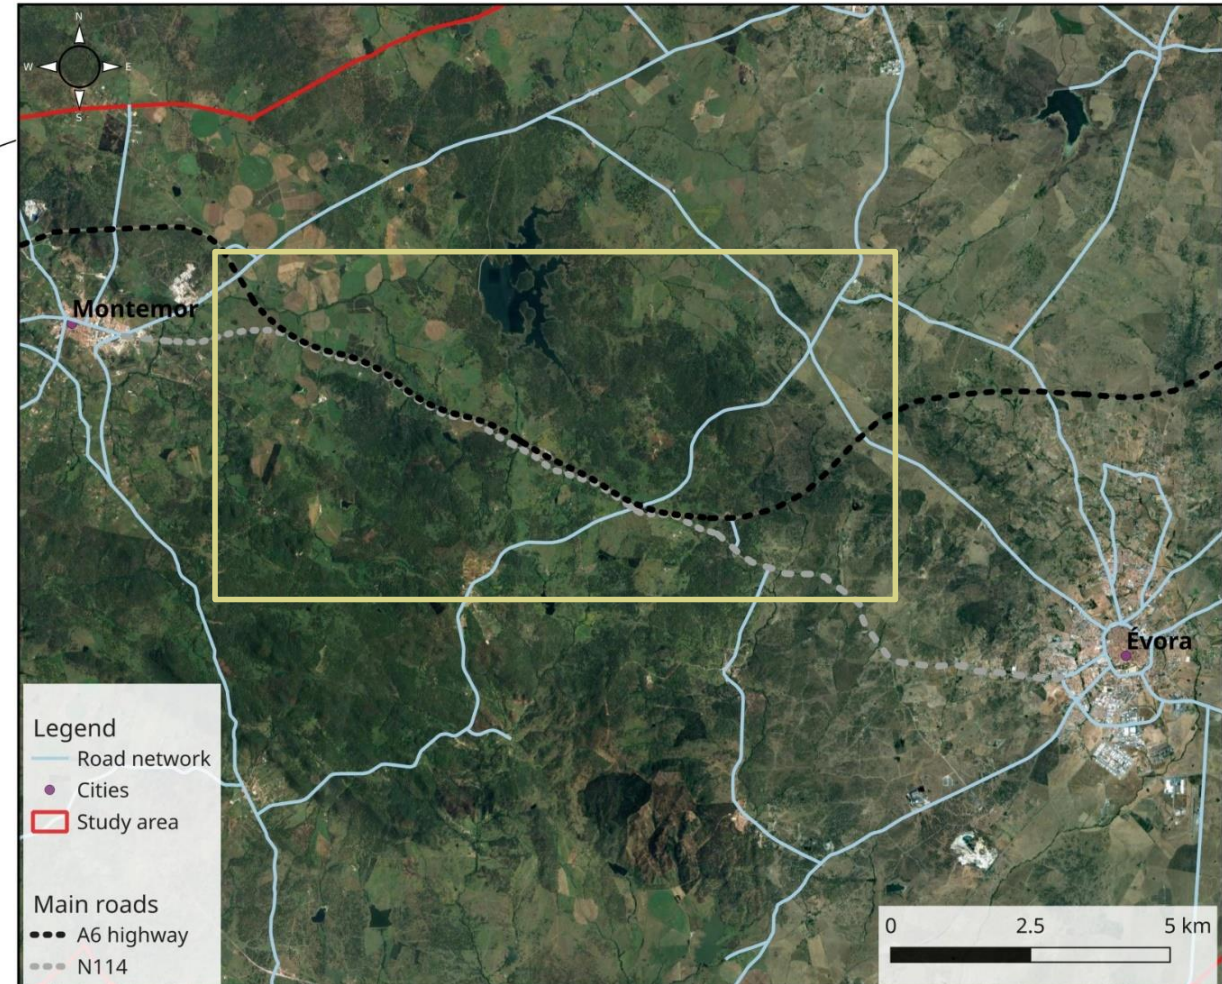 N
W E
S
Montemor
Évora
Legend
Road network
Cities
Study area
Main roads
A6 highway
N114
0 2.5 5 km